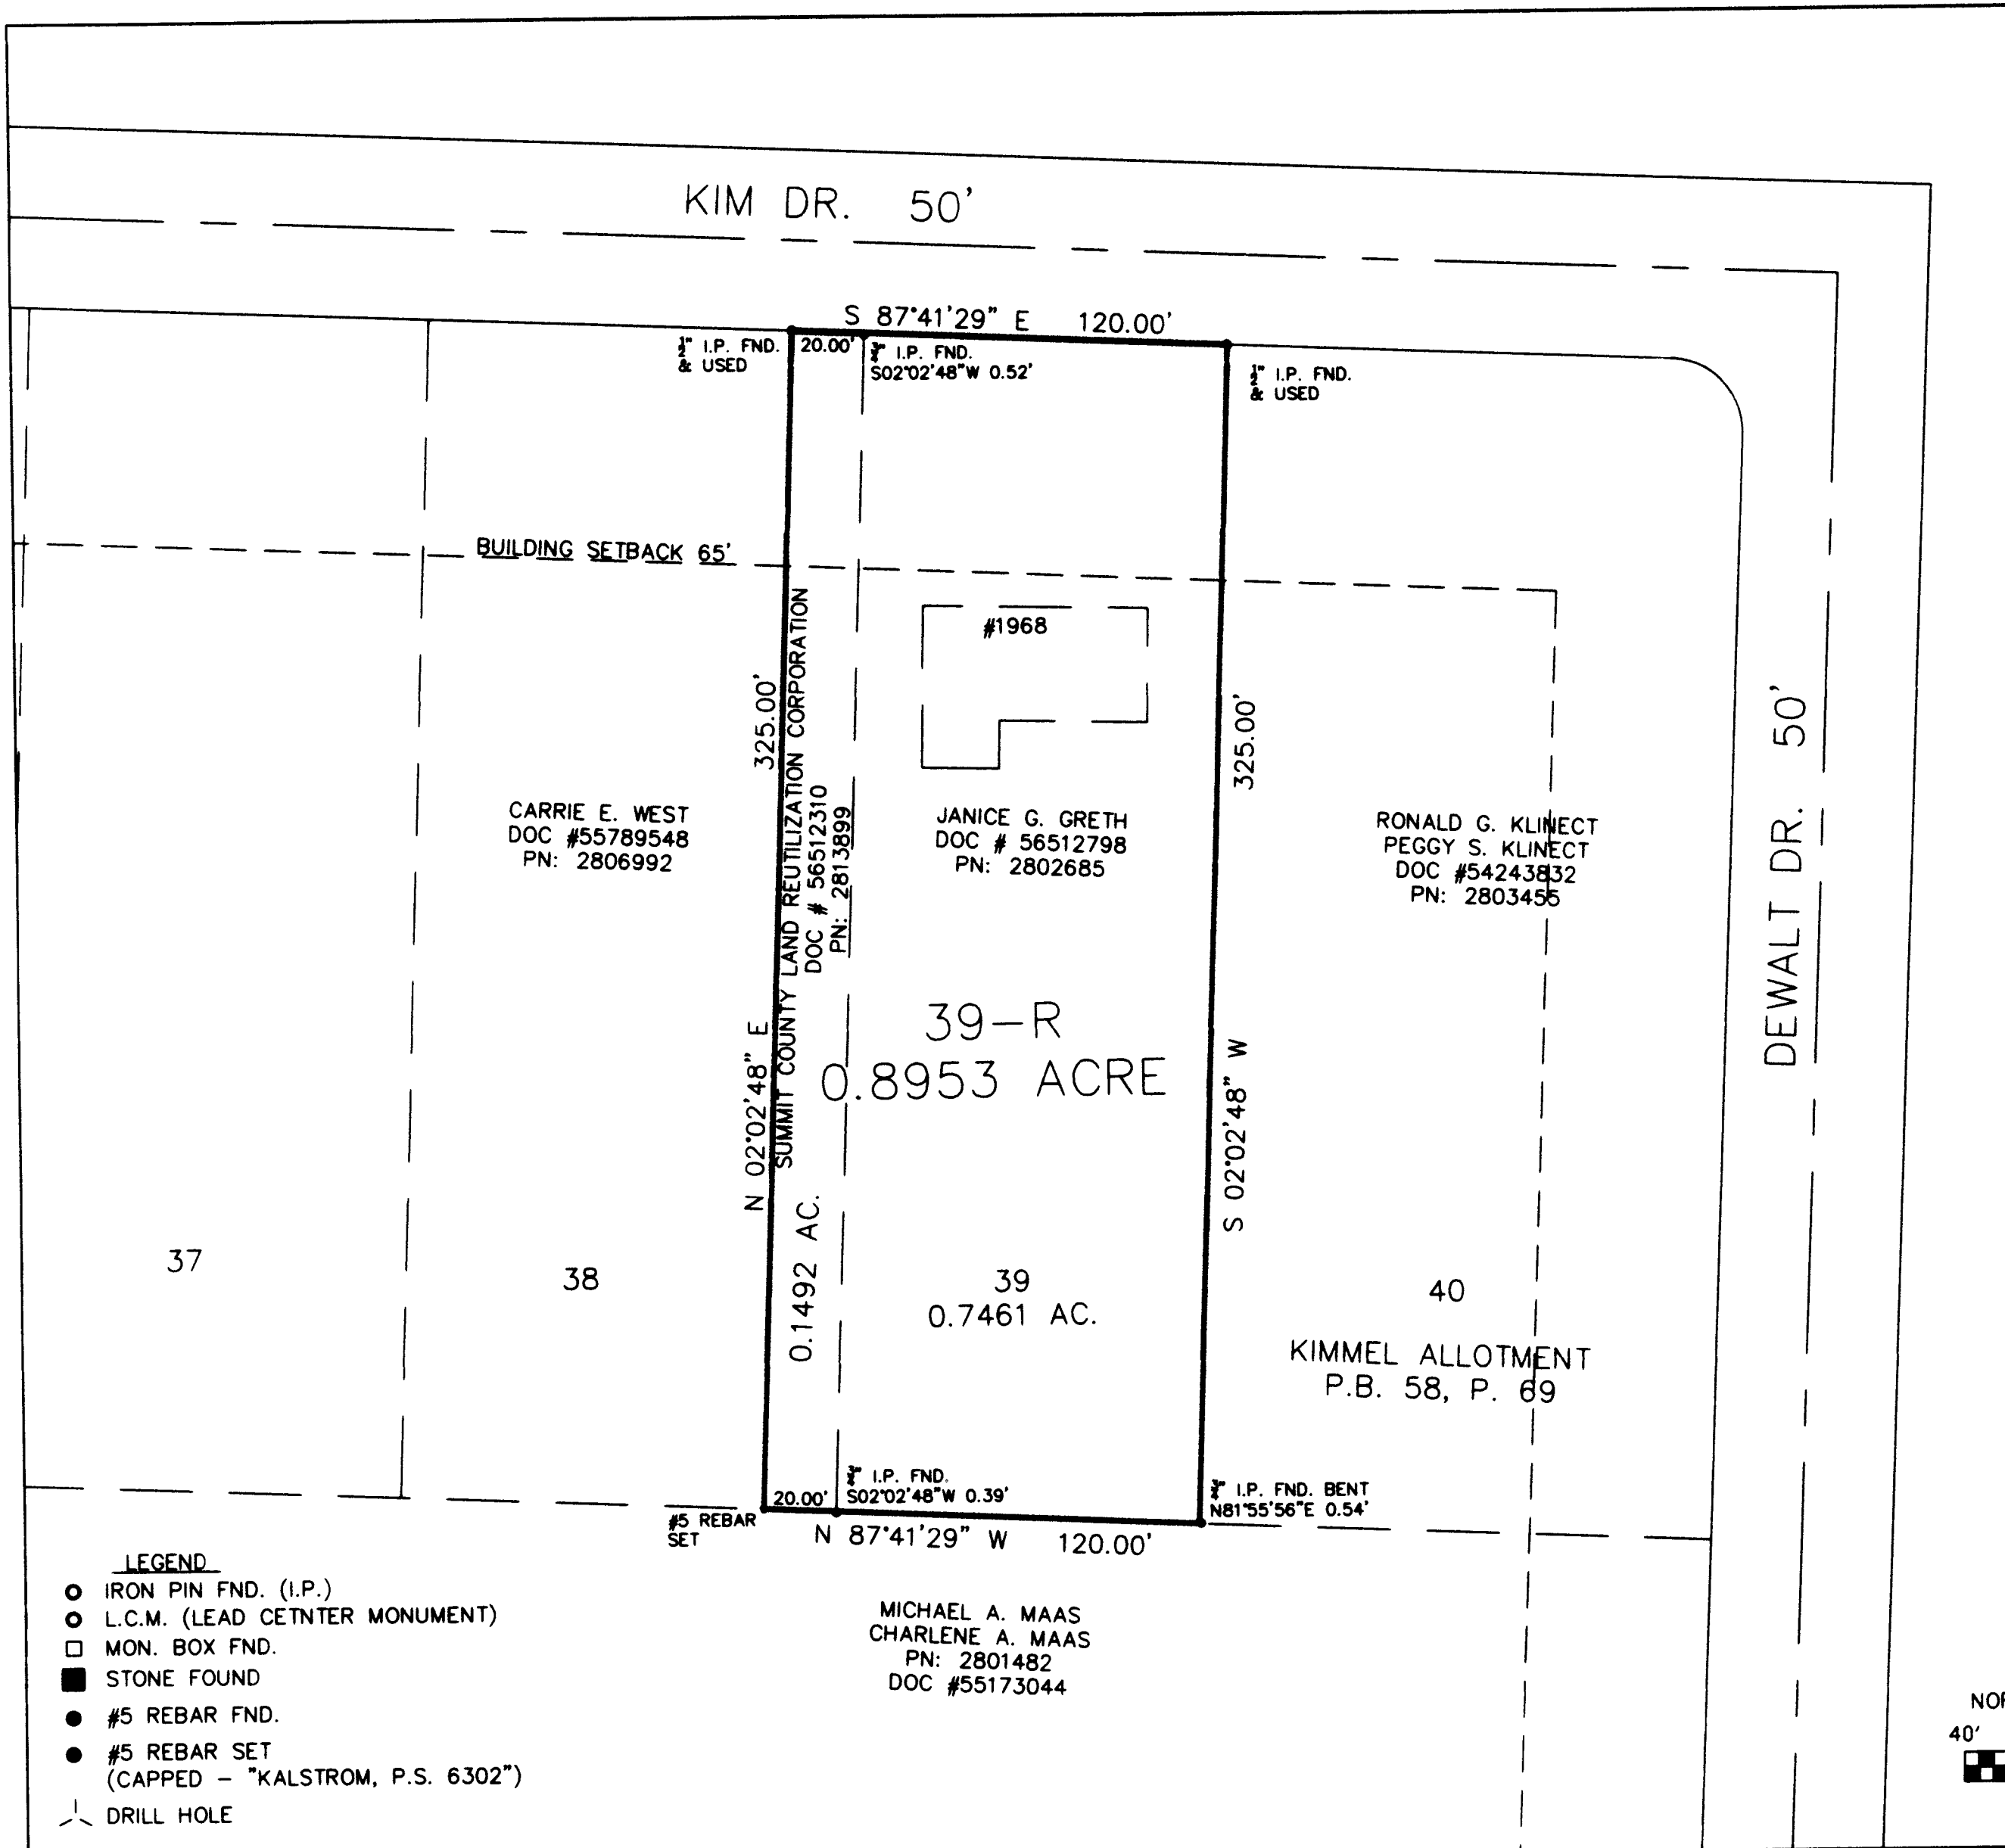 KIM DR. 50'
S 87°41'29" E 120.00'
1/2" I.P. FND.
& USED
20.00'
3/4" I.P. FND.
S02°02'48"W 0.52'
1/2" I.P. FND.
& USED
BUILDING SETBACK 65'
#1968
325.00'
325.00'
SUMMIT COUNTY LAND REUTILIZATION CORPORATION
DOC # 56512310
PN: 2813899
CARRIE E. WEST
DOC #55789548
PN: 2806992
JANICE G. GRETH
DOC # 56512798
PN: 2802685
RONALD G. KLINECT
PEGGY S. KLINECT
DOC #54243832
PN: 2803455
DEWALT DR. 50'
39-R
0.8953 ACRE
N 02°02'48" E
S 02°02'48" W
0.1492 AC.
37
38
39
0.7461 AC.
40
KIMMEL ALLOTMENT
P.B. 58, P. 69
#5 REBAR
SET
20.00'
I.P. FND.
S02°02'48"W 0.39'
I.P. FND. BENT
N81°55'56"E 0.54'
N 87°41'29" W 120.00'
LEGEND
IRON PIN FND. (I.P.)
L.C.M. (LEAD CETNTER MONUMENT)
MON. BOX FND.
STONE FOUND
#5 REBAR FND.
#5 REBAR SET
(CAPPED - "KALSTROM, P.S. 6302")
DRILL HOLE
MICHAEL A. MAAS
CHARLENE A. MAAS
PN: 2801482
DOC #55173044
40'